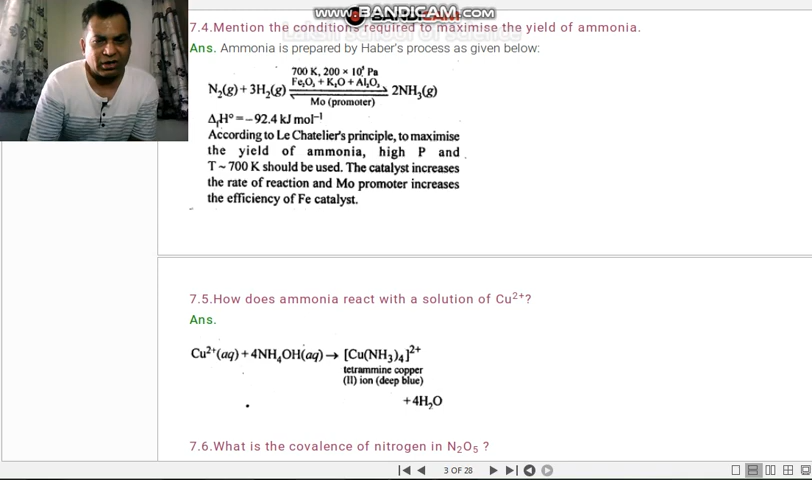 www.BANDICAM.com
7.4.Mention the conditions required to maximise the yield of ammonia.
Ans. Ammonia is prepared by Haber's process as given below:
700 K, 200 × 10⁵ Pa
Fe₂O₃ + K₂O + Al₂O₃
N₂(g) + 3H₂(g) ⇌ 2NH₃(g)
Mo (promoter)
ΔfH° = – 92.4 kJ mol⁻¹
According to Le Chatelier's principle, to maximise
the yield of ammonia, high P and
T ~ 700 K should be used. The catalyst increases
the rate of reaction and Mo promoter increases
the efficiency of Fe catalyst.
7.5.How does ammonia react with a solution of Cu²⁺?
Ans.
Cu²⁺(aq) + 4NH₄OH(aq) → [Cu(NH₃)₄]²⁺
tetrammine copper
(II) ion (deep blue)
+ 4H₂O
7.6.What is the covalence of nitrogen in N₂O₅ ?
3 OF 28